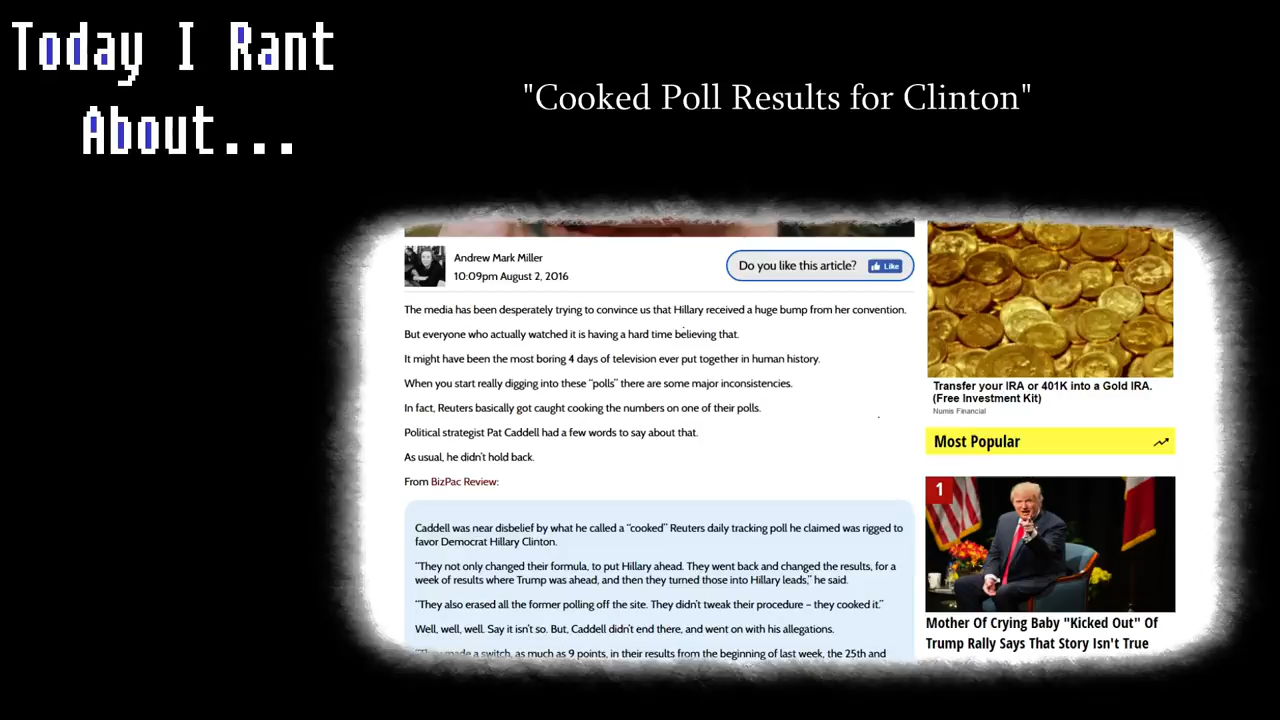 Today I Rant
About...
"Cooked Poll Results for Clinton"
Andrew Mark Miller
10:09pm August 2, 2016
Do you like this article?
Like
The media has been desperately trying to convince us that Hillary received a huge bump from her convention.
But everyone who actually watched it is having a hard time believing that.
It might have been the most boring 4 days of television ever put together in human history.
When you start really digging into these “polls” there are some major inconsistencies.
In fact, Reuters basically got caught cooking the numbers on one of their polls.
Political strategist Pat Caddell had a few words to say about that.
As usual, he didn’t hold back.
From BizPac Review:
Caddell was near disbelief by what he called a “cooked” Reuters daily tracking poll he claimed was rigged to
favor Democrat Hillary Clinton.
“They not only changed their formula, to put Hillary ahead. They went back and changed the results, for a
week of results where Trump was ahead, and then they turned those into Hillary leads,” he said.
“They also erased all the former polling off the site. They didn’t tweak their procedure – they cooked it.”
Well, well, well. Say it isn’t so. But, Caddell didn’t end there, and went on with his allegations.
“They made a switch, as much as 9 points, in their results from the beginning of last week, the 25th and
Transfer your IRA or 401K into a Gold IRA.
(Free Investment Kit)
Numis Financial
Most Popular
1
Mother Of Crying Baby "Kicked Out" Of
Trump Rally Says That Story Isn't True